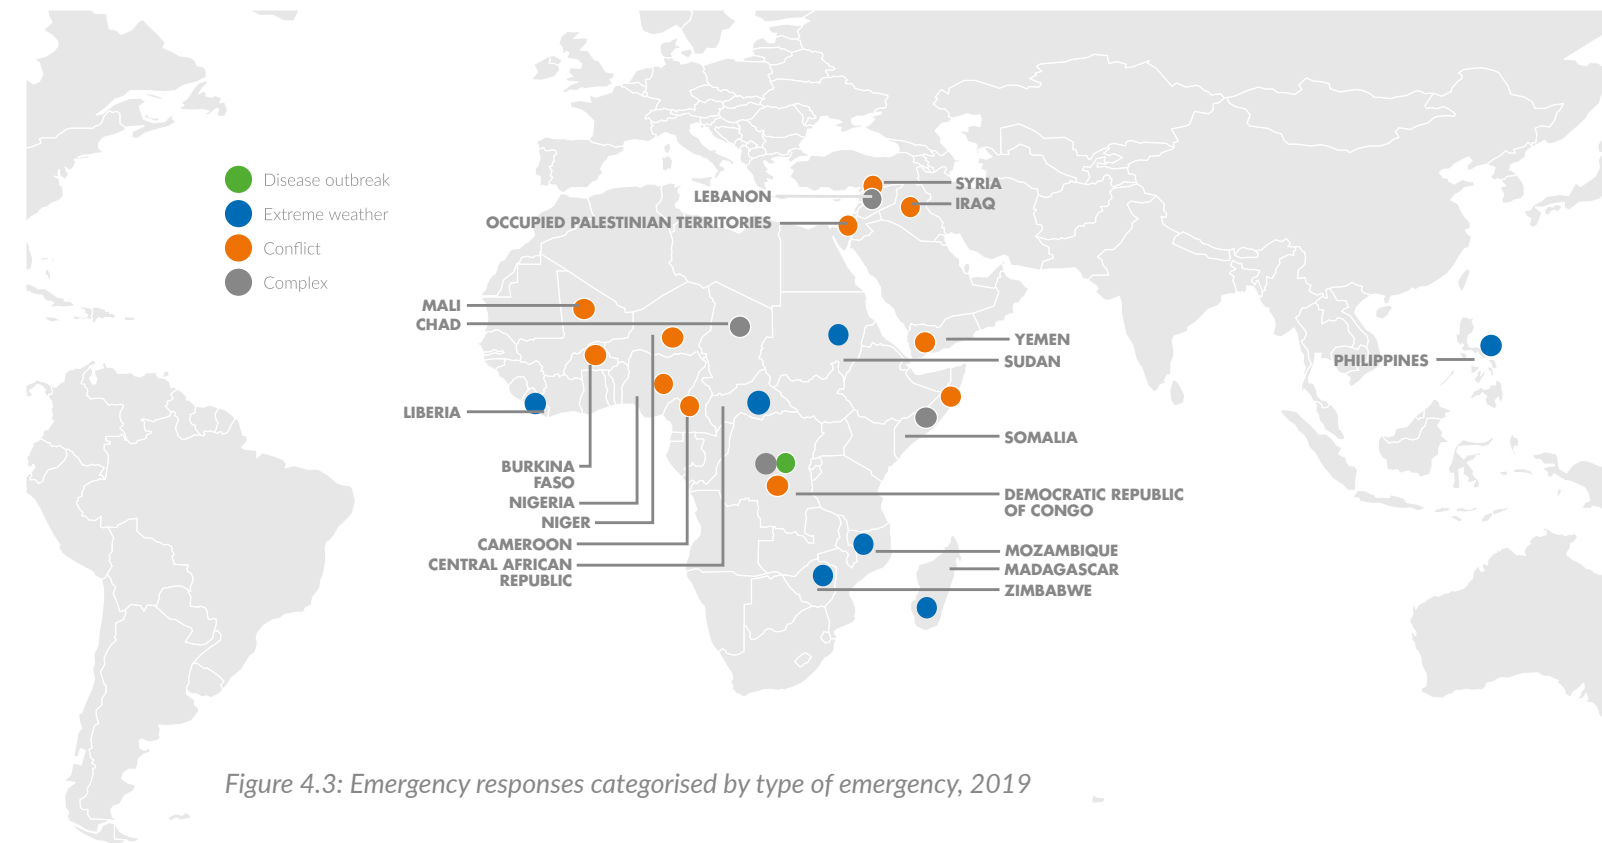 Disease outbreak
Extreme weather
Conflict
Complex
LEBANON
SYRIA
IRAQ
OCCUPIED PALESTINIAN TERRITORIES
MALI
CHAD
YEMEN
SUDAN
PHILIPPINES
LIBERIA
SOMALIA
BURKINA
FASO
NIGERIA
NIGER
CAMEROON
CENTRAL AFRICAN
REPUBLIC
DEMOCRATIC REPUBLIC
OF CONGO
MOZAMBIQUE
MADAGASCAR
ZIMBABWE
Figure 4.3: Emergency responses categorised by type of emergency, 2019